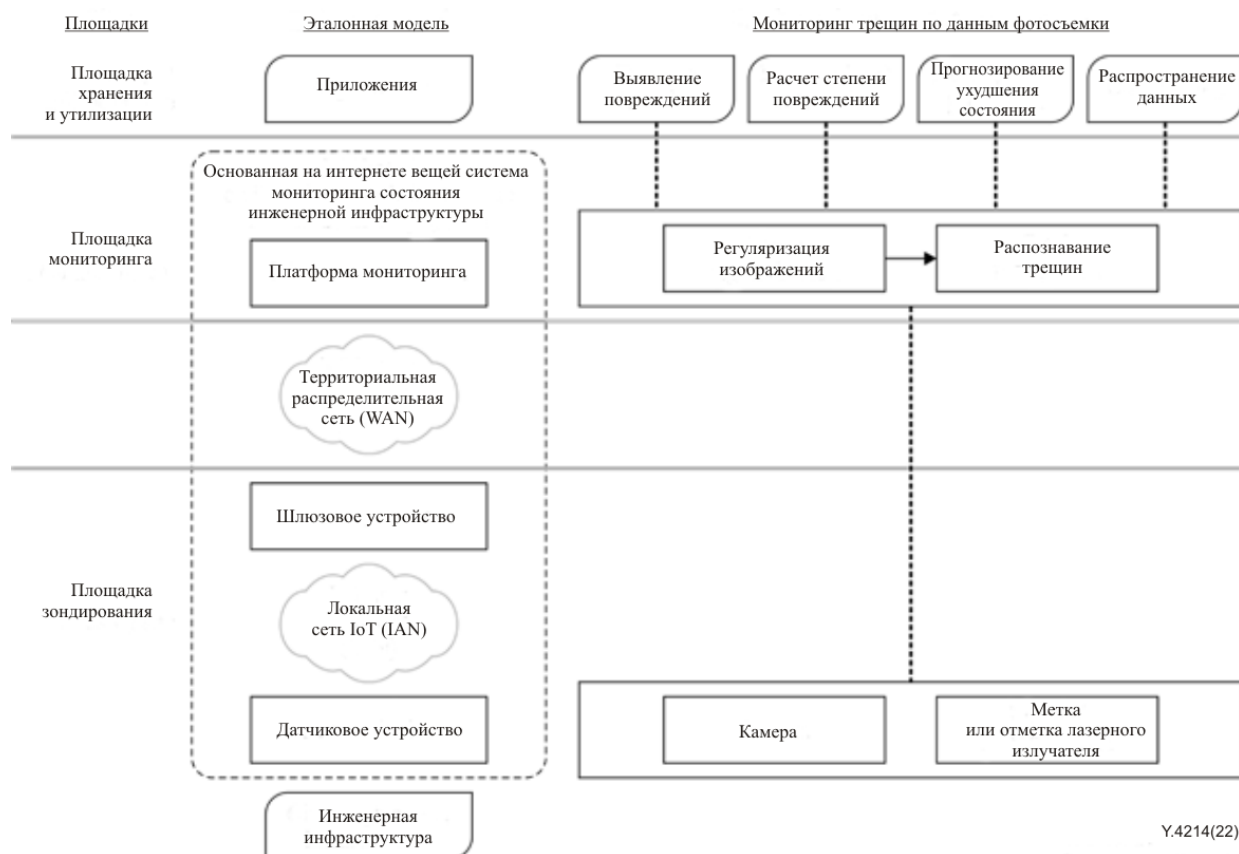 Площадки
Эталонная модель
Мониторинг трещин по данным фотосъемки
Площадка
хранения
и утилизации
Приложения
Выявление
повреждений
Расчет степени
повреждений
Прогнозирование
ухудшения
состояния
Распространение
данных
Основанная на интернете вещей система
мониторинга состояния
инженерной инфраструктуры
Площадка
мониторинга
Платформа мониторинга
Регуляризация
изображений
Распознавание
трещин
Территориальная
распределительная
сеть (WAN)
Шлюзовое устройство
Площадка
зондирования
Локальная
сеть IoT (IAN)
Датчиковое устройство
Камера
Метка
или отметка лазерного
излучателя
Инженерная
инфраструктура
Y.4214(22)